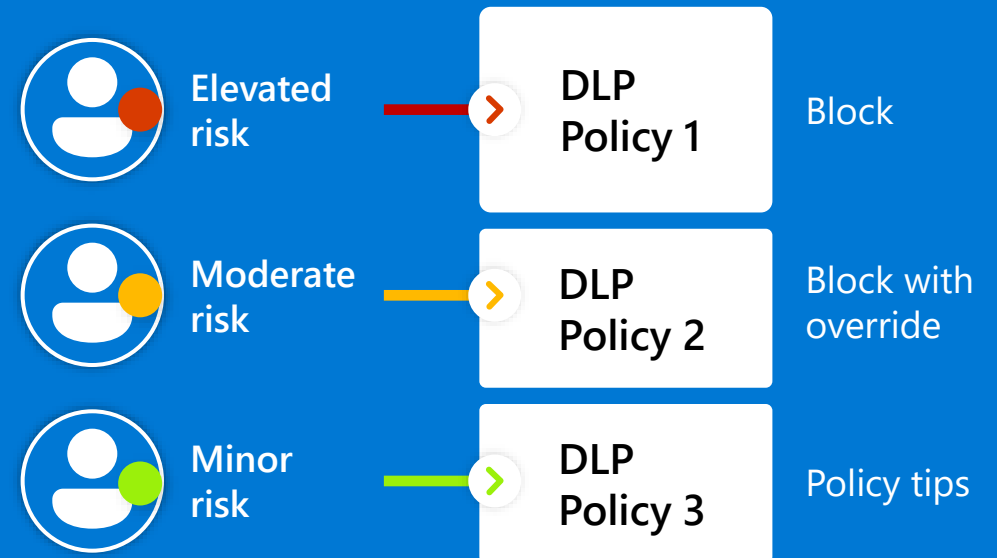 Elevated
risk
DLP
Policy 1
Block
Moderate
risk
DLP
Policy 2
Block with
override
Minor
risk
DLP
Policy 3
Policy tips